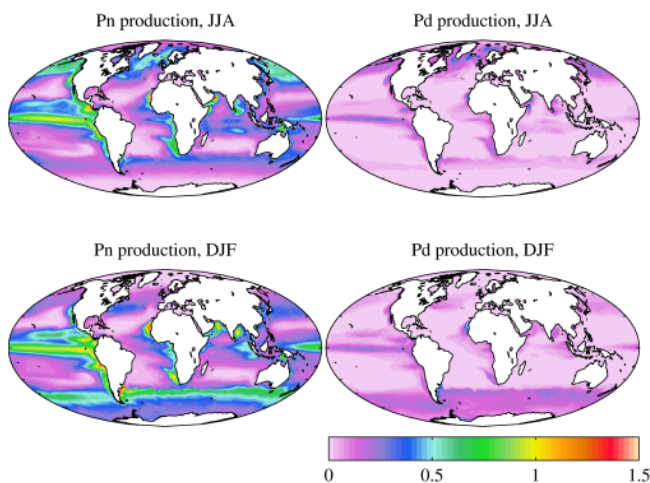 Pn production, JJA
Pd production, JJA
Pn production, DJF
Pd production, DJF
0 0.5 1 1.5